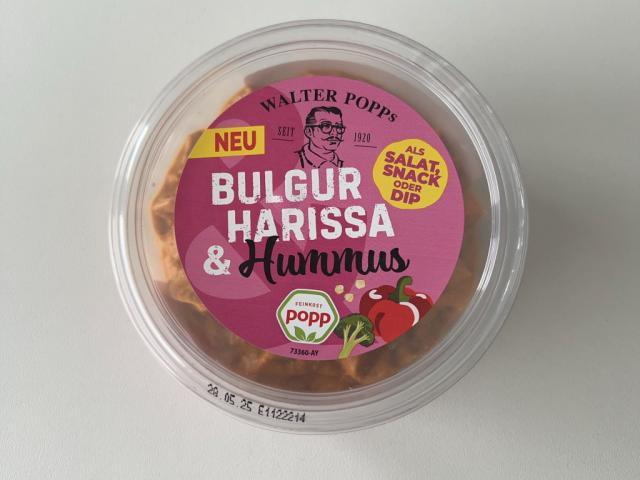 WALTER POPPs
SEIT 1920
NEU
ALS
SALAT,
SNACK
ODER
DIP
BULGUR
HARISSA
& Hummus
FEINKOST
popp
73360-AY
28.05.25 E1122214